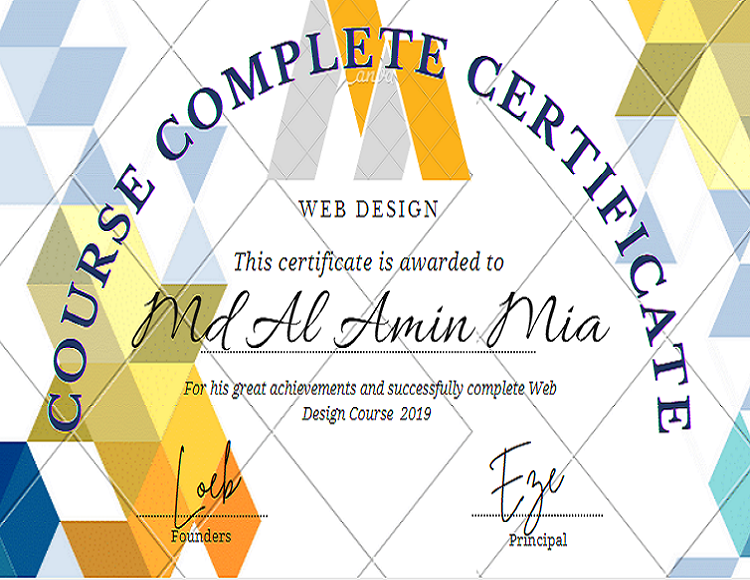 COURSE COMPLETE CERTIFICATE
Canva
WEB DESIGN
This certificate is awarded to
Md Al Amin Mia
For his great achievements and successfully complete Web
Design Course 2019
Loeb
Eze
Founders
Principal